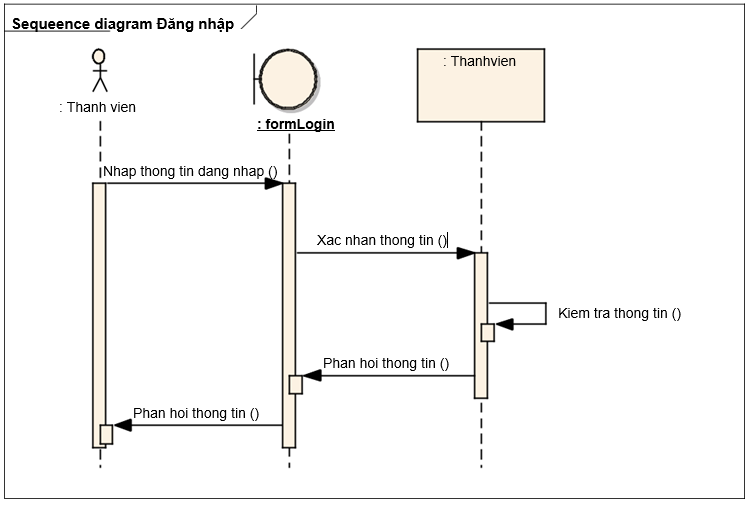 Sequeence diagram Đăng nhập
: Thanh vien
: formLogin
: Thanhvien
Nhap thong tin dang nhap ()
Xac nhan thong tin ()
Kiem tra thong tin ()
Phan hoi thong tin ()
Phan hoi thong tin ()